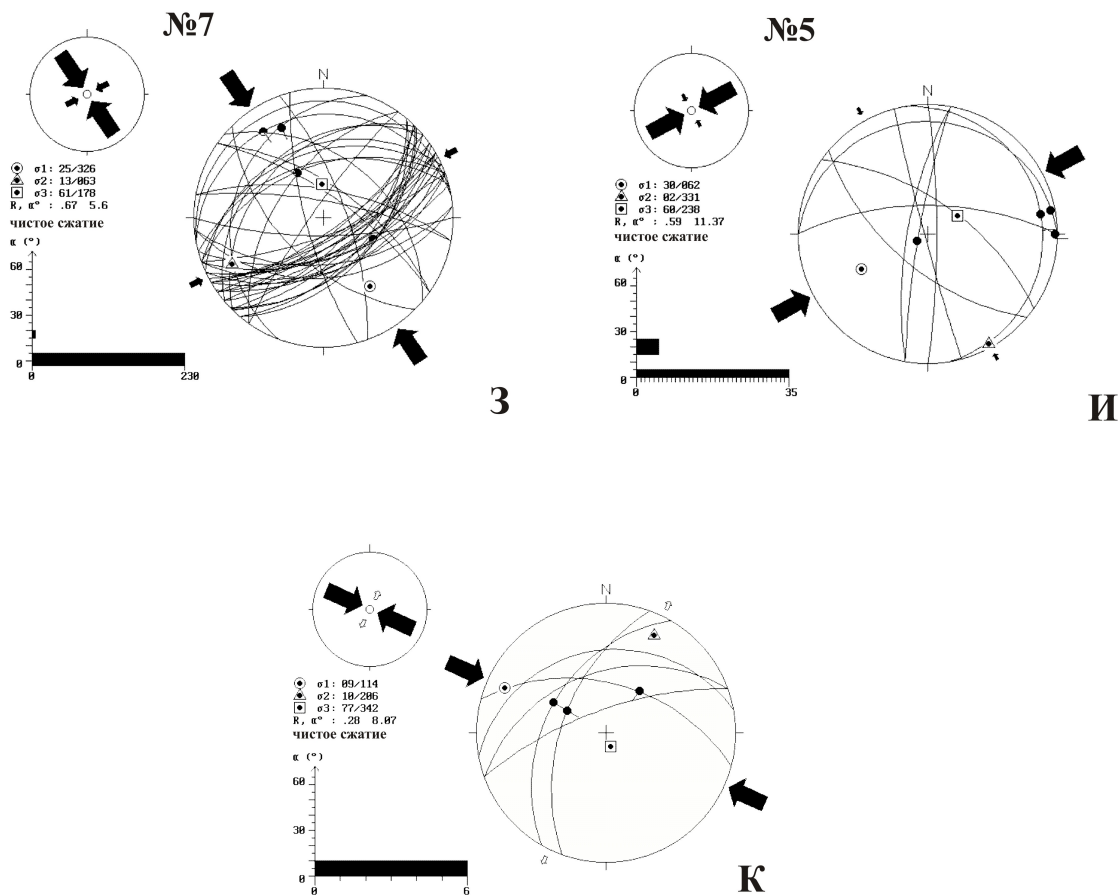 №7
N
σ1: 25/326
σ2: 13/063
σ3: 61/178
R, α° : .67 5.6
чистое сжатие
α (°)
60
30
0
0 230
З
№5
N
σ1: 30/062
σ2: 02/331
σ3: 60/238
R, α° : .59 11.37
чистое сжатие
α (°)
60
30
0
0 35
И
N
σ1: 09/114
σ2: 10/206
σ3: 77/342
R, α° : .28 8.07
чистое сжатие
α (°)
60
30
0
0 6
К